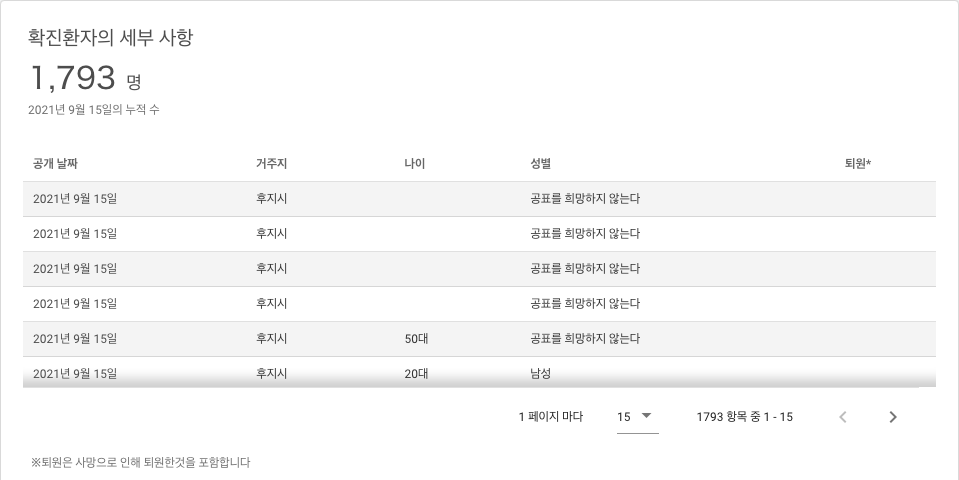 확진환자의 세부 사항
1,793 명
2021년 9월 15일의 누적 수
공개 날짜 거주지 나이 성별 퇴원*
2021년 9월 15일 후지시 공표를 희망하지 않는다
2021년 9월 15일 후지시 공표를 희망하지 않는다
2021년 9월 15일 후지시 공표를 희망하지 않는다
2021년 9월 15일 후지시 공표를 희망하지 않는다
2021년 9월 15일 후지시 50대 공표를 희망하지 않는다
2021년 9월 15일 후지시 20대 남성
1 페이지 마다 15 1793 항목 중 1 - 15
※퇴원은 사망으로 인해 퇴원한것을 포함합니다